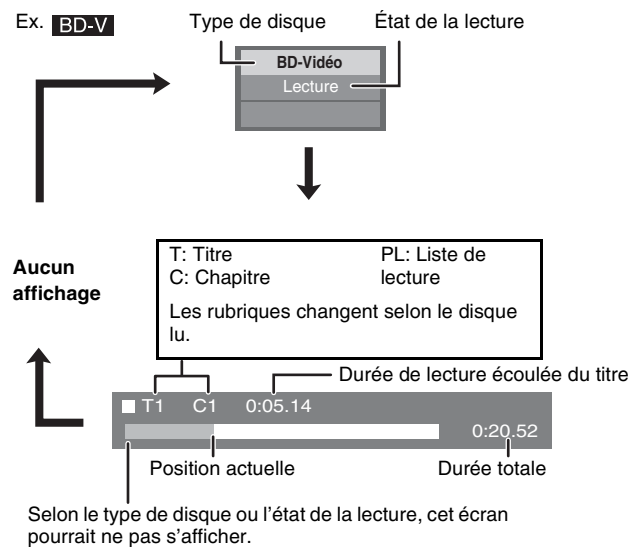 Ex. BD-V
Type de disque
État de la lecture
BD-Vidéo
Lecture
Aucun
affichage
T: Titre
C: Chapitre
PL: Liste de
lecture
Les rubriques changent selon le disque
lu.
Durée de lecture écoulée du titre
T1 C1 0:05.14
0:20.52
Position actuelle
Durée totale
Selon le type de disque ou l’état de la lecture, cet écran
pourrait ne pas s’afficher.